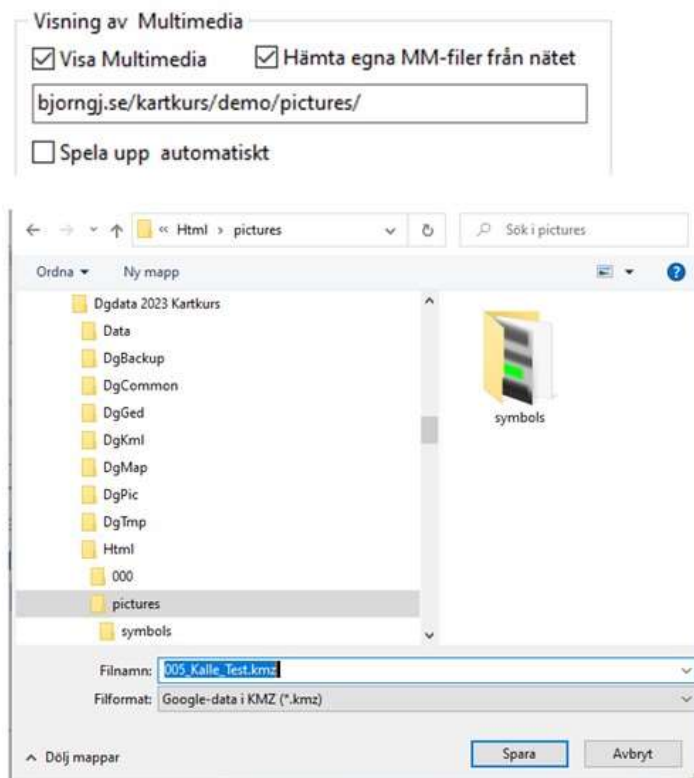 Visning av Multimedia
Visa Multimedia Hämta egna MM-filer från nätet
bjorngj.se/kartkurs/demo/pictures/
Spela upp automatiskt
« Html › pictures Sök i pictures
Ordna Ny mapp
Dgdata 2023 Kartkurs
Data
DgBackup
DgCommon
DgGed
DgKml
DgMap
DgPic
DgTmp
Html
000
pictures
symbols
symbols
Filnamn: 005_Kalle_Test.kmz
Filformat: Google-data i KMZ (*.kmz)
Dölj mappar Spara Avbryt